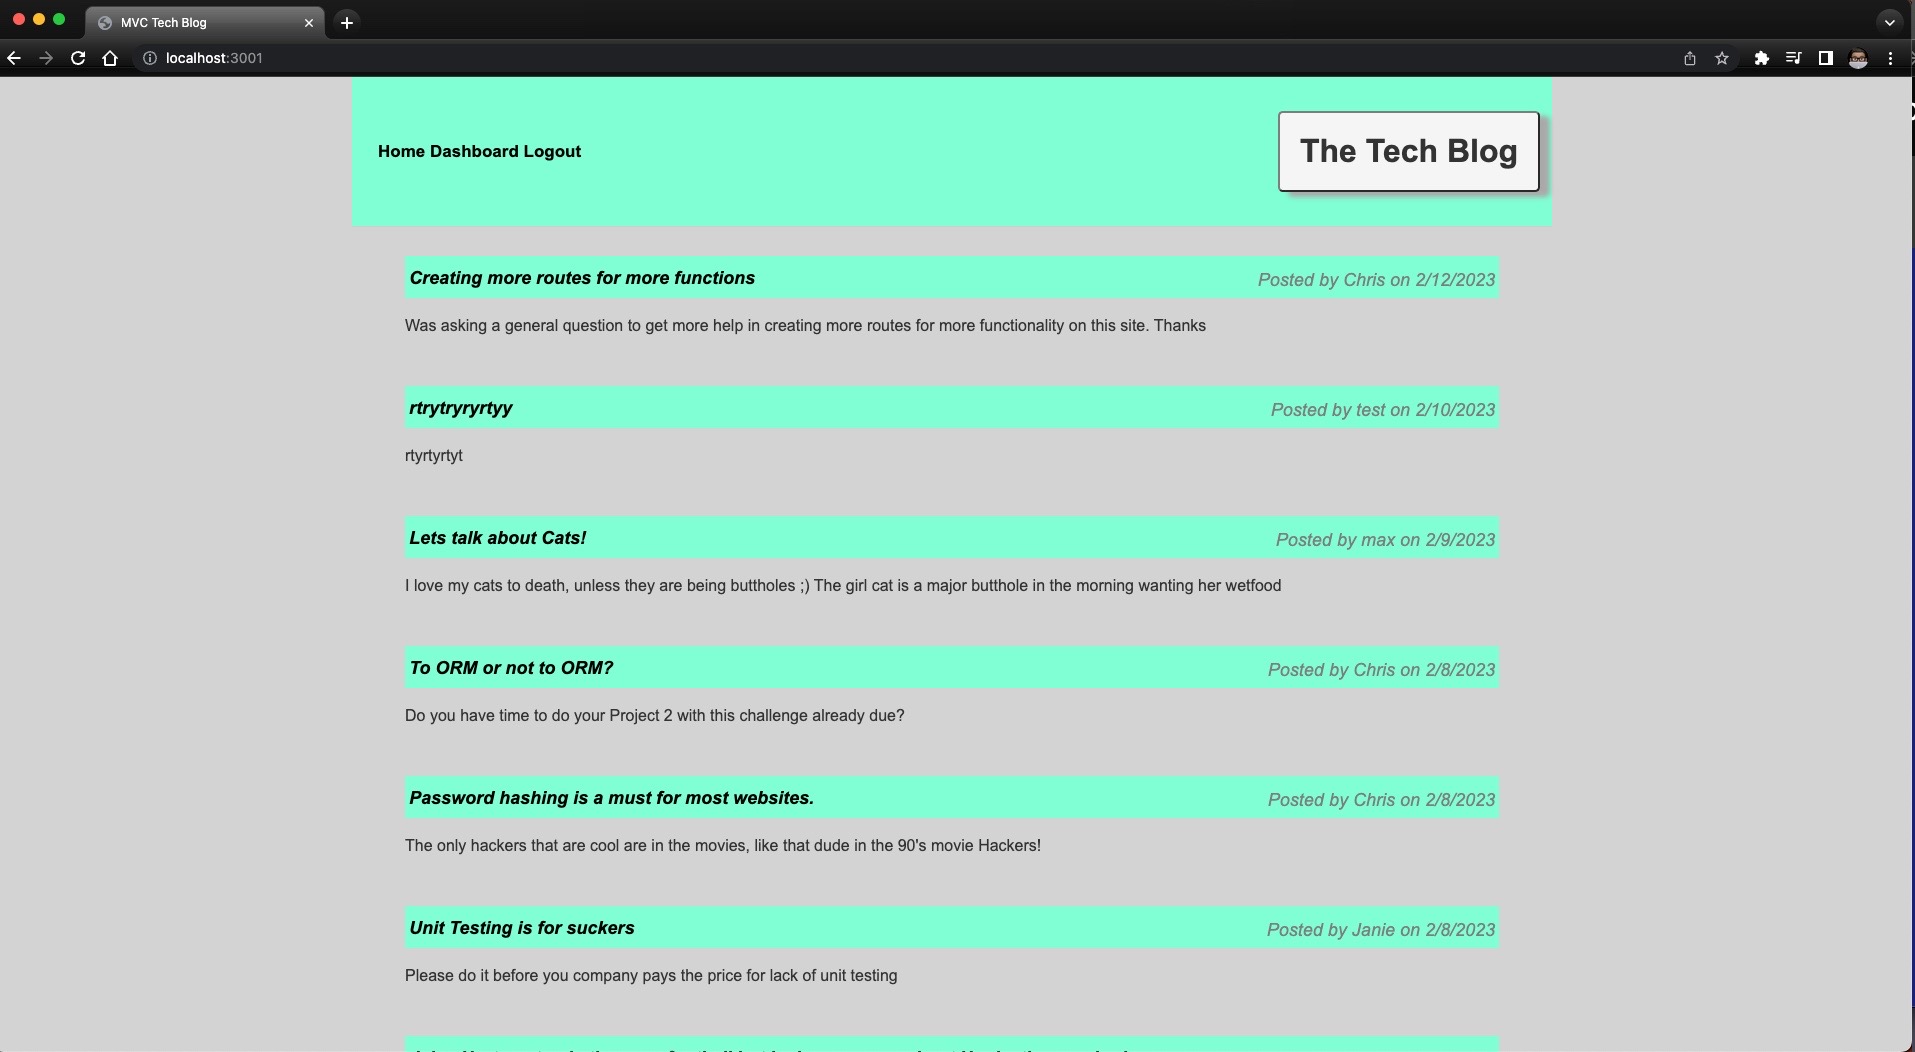 MVC Tech Blog
localhost:3001
Home Dashboard Logout
The Tech Blog
Creating more routes for more functions
Posted by Chris on 2/12/2023
Was asking a general question to get more help in creating more routes for more functionality on this site. Thanks
rtrytryryrtyy
Posted by test on 2/10/2023
rtyrtyrtyt
Lets talk about Cats!
Posted by max on 2/9/2023
I love my cats to death, unless they are being buttholes ;) The girl cat is a major butthole in the morning wanting her wetfood
To ORM or not to ORM?
Posted by Chris on 2/8/2023
Do you have time to do your Project 2 with this challenge already due?
Password hashing is a must for most websites.
Posted by Chris on 2/8/2023
The only hackers that are cool are in the movies, like that dude in the 90's movie Hackers!
Unit Testing is for suckers
Posted by Janie on 2/8/2023
Please do it before you company pays the price for lack of unit testing